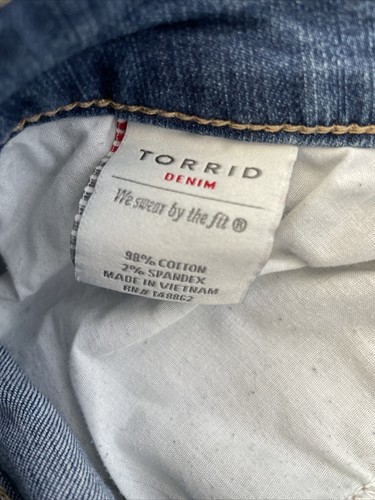 TORRID
DENIM
We swear by the fit ®
98% COTTON
2% SPANDEX
MADE IN VIETNAM
RN# 148862